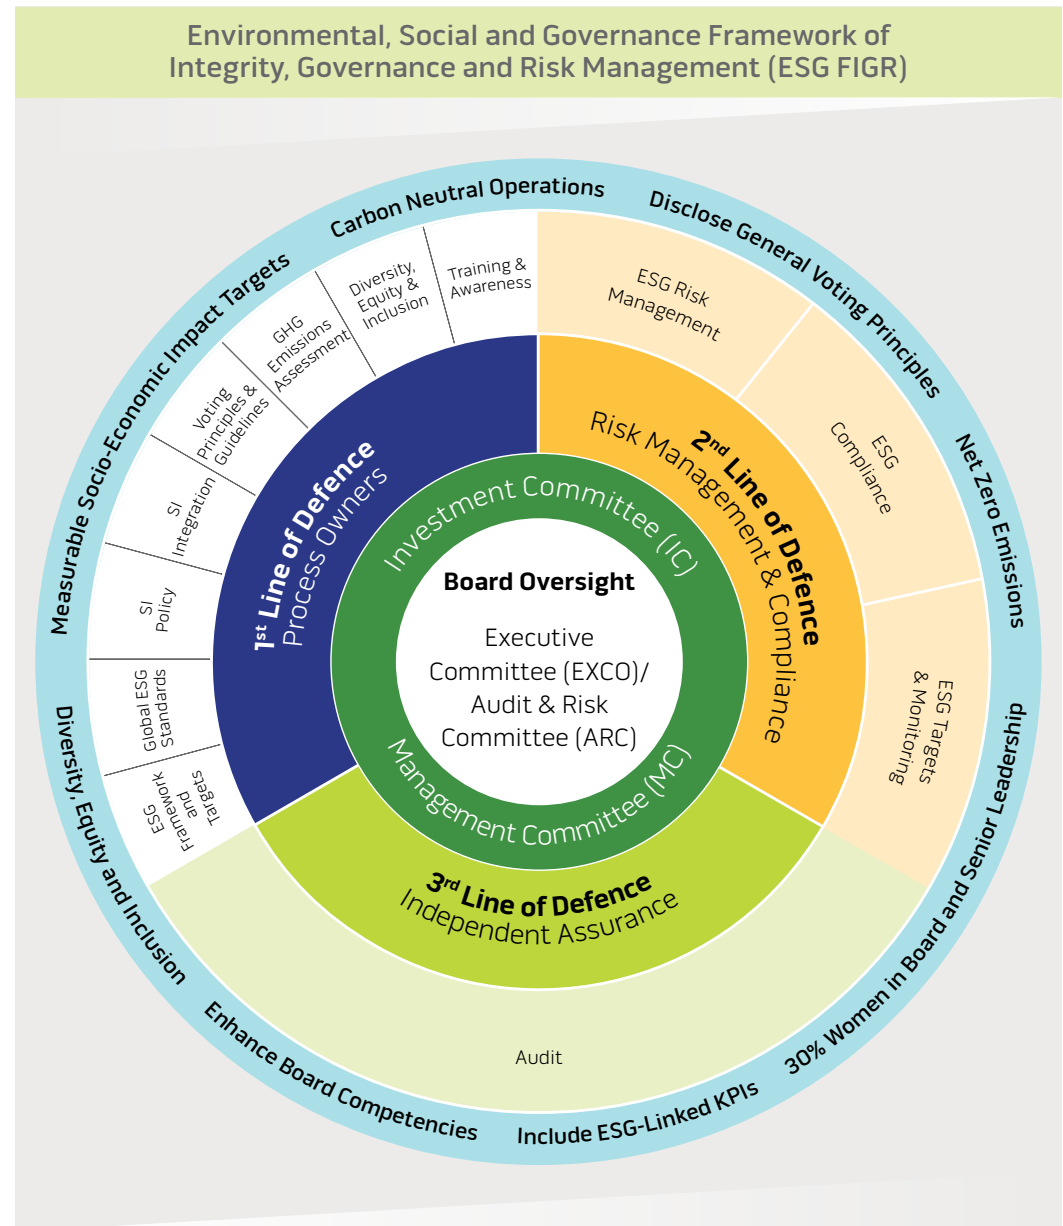 Environmental, Social and Governance Framework of
Integrity, Governance and Risk Management (ESG FIGR)
Carbon Neutral Operations
Disclose General Voting Principles
Net Zero Emissions
30% Women in Board and Senior Leadership
Include ESG-Linked KPIs
Enhance Board Competencies
Diversity, Equity and Inclusion
Measurable Socio-Economic Impact Targets
Training &
Awareness
Diversity,
Equity &
Inclusion
GHG
Emissions
Assessment
Voting
Principles &
Guidelines
SI
Integration
SI
Policy
Global ESG
Standards
ESG
Framework
and
Targets
ESG Risk
Management
ESG
Compliance
ESG Targets
& Monitoring
Audit
1st Line of Defence
Process Owners
2nd Line of Defence
Risk Management & Compliance
3rd Line of Defence
Independent Assurance
Investment Committee (IC)
Management Committee (MC)
Board Oversight
Executive
Committee (EXCO)/
Audit & Risk
Committee (ARC)